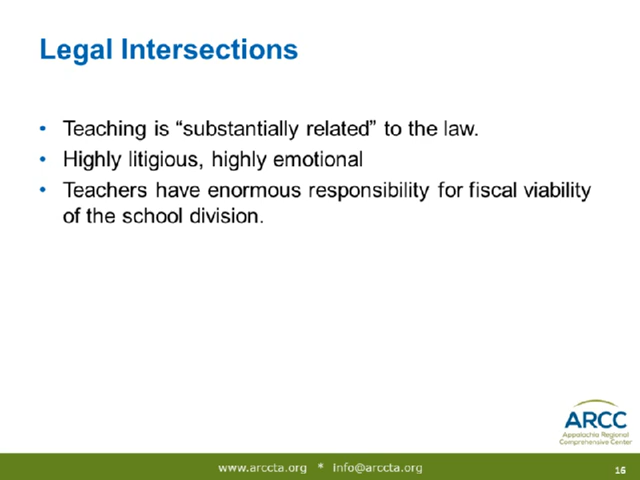 Legal Intersections
• Teaching is “substantially related” to the law.
• Highly litigious, highly emotional
• Teachers have enormous responsibility for fiscal viability
of the school division.
ARCC
Appalachia Regional
Comprehensive Center
www.arccta.org * Info@arccta.org
16